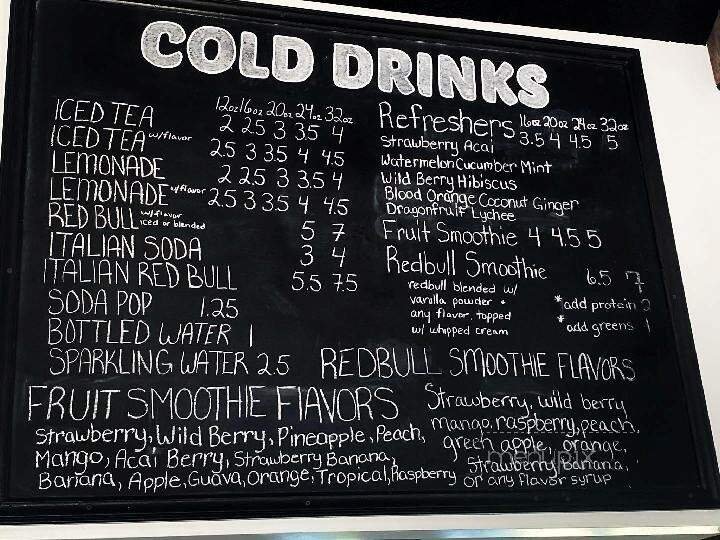 COLD DRINKS
12oz 16oz 20oz 24oz 32oz
ICED TEA 2 2.5 3 3.5 4
ICED TEA w/flavor 2.5 3 3.5 4 4.5
LEMONADE 2 2.5 3 3.5 4
LEMONADE w/flavor 2.5 3 3.5 4 4.5
RED BULL w/flavor iced or blended 5 7
ITALIAN SODA 3 4
ITALIAN RED BULL 5.5 7.5
SODA POP 1.25
BOTTLED WATER 1
SPARKLING WATER 2.5
Refreshers 16oz 20oz 24oz 32oz
3.5 4 4.5 5
Strawberry Acai
Watermelon Cucumber Mint
Wild Berry Hibiscus
Blood Orange Coconut Ginger
Dragonfruit Lychee
Fruit Smoothie 4 4.5 5
Redbull Smoothie 6.5 7
redbull blended w/
vanilla powder +
any flavor, topped
w/ whipped cream
*add protein 2
*add greens 1
FRUIT SMOOTHIE FLAVORS
Strawberry, Wild Berry, Pineapple, Peach,
Mango, Acai Berry, Strawberry Banana,
Banana, Apple, Guava, Orange, Tropical, Raspberry
REDBULL SMOOTHIE FLAVORS
Strawberry, wild berry
mango, raspberry, peach,
green apple, orange,
Strawberry banana,
or any flavor syrup